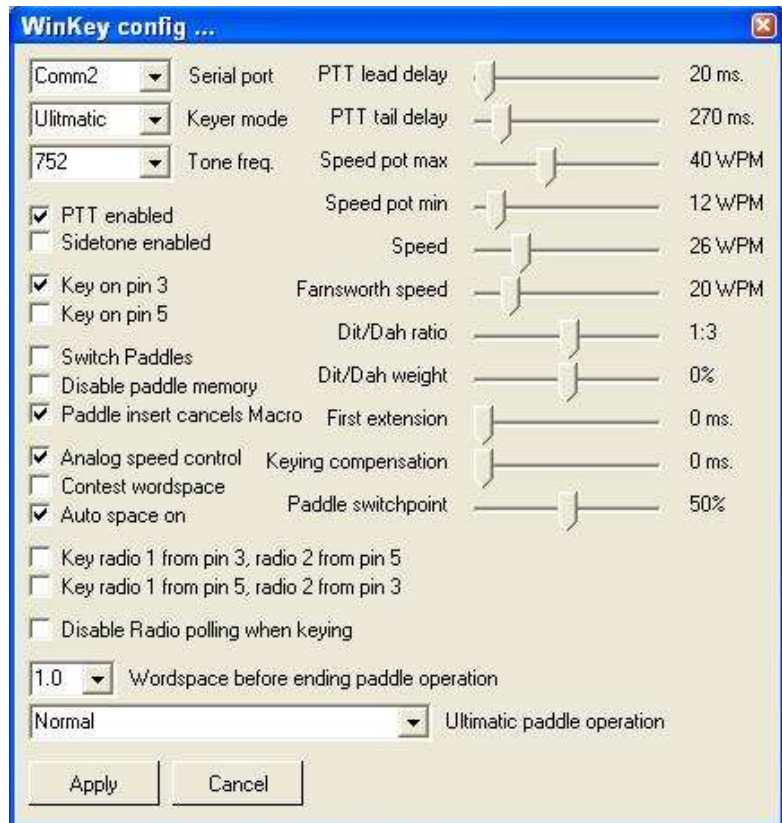 WinKey config ...
Comm2 Serial port PTT lead delay 20 ms.
Ulitmatic Keyer mode PTT tail delay 270 ms.
752 Tone freq. Speed pot max 40 WPM
PTT enabled Speed pot min 12 WPM
Sidetone enabled Speed 26 WPM
Key on pin 3 Farnsworth speed 20 WPM
Key on pin 5 Dit/Dah ratio 1:3
Switch Paddles
Disable paddle memory Dit/Dah weight 0%
Paddle insert cancels Macro First extension 0 ms.
Analog speed control Keying compensation 0 ms.
Contest wordspace
Auto space on Paddle switchpoint 50%
Key radio 1 from pin 3, radio 2 from pin 5
Key radio 1 from pin 5, radio 2 from pin 3
Disable Radio polling when keying
1.0 Wordspace before ending paddle operation
Normal Ultimatic paddle operation
Apply Cancel